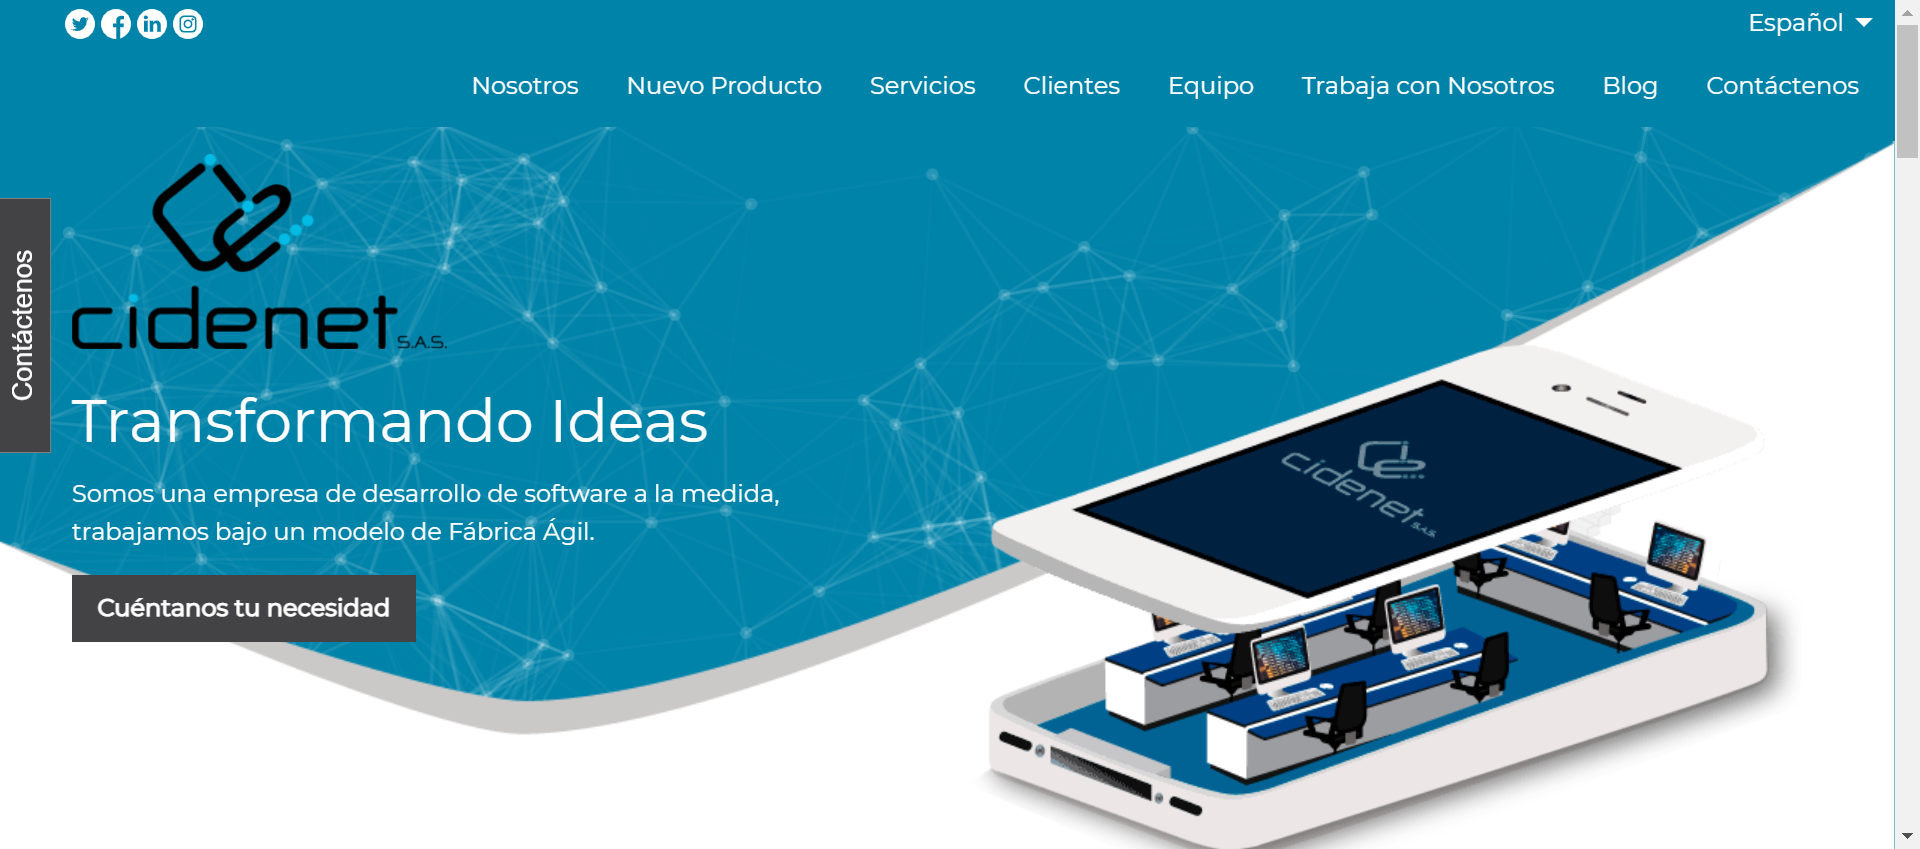 Español
Nosotros Nuevo Producto Servicios Clientes Equipo Trabaja con Nosotros Blog Contáctenos
Contáctenos
cidenet S.A.S.
Transformando Ideas
Somos una empresa de desarrollo de software a la medida,
trabajamos bajo un modelo de Fábrica Ágil.
Cuéntanos tu necesidad
cidenet S.A.S.